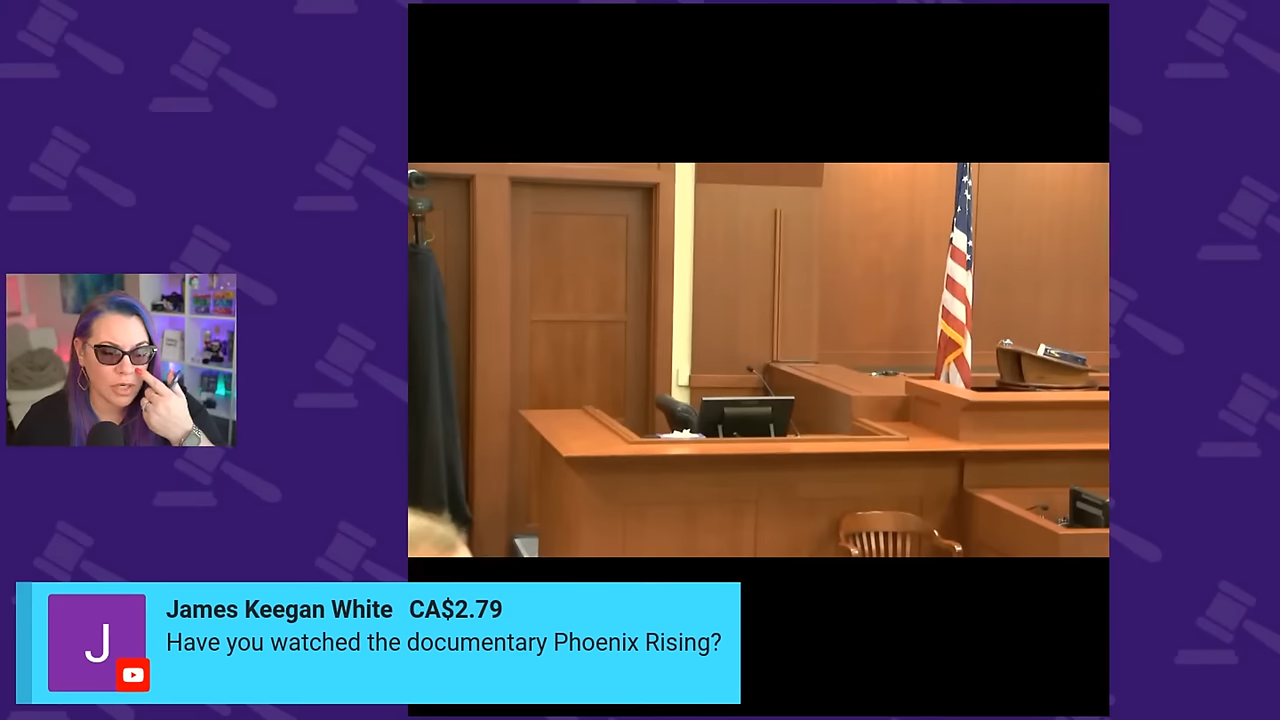 James Keegan White CA$2.79
Have you watched the documentary Phoenix Rising?
J